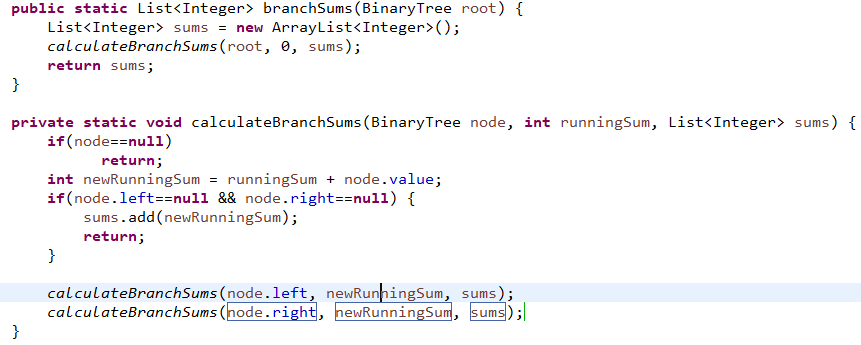 public static List<Integer> branchSums(BinaryTree root) {
    List<Integer> sums = new ArrayList<Integer>();
    calculateBranchSums(root, 0, sums);
    return sums;
}

private static void calculateBranchSums(BinaryTree node, int runningSum, List<Integer> sums) {
    if(node==null)
          return;
    int newRunningSum = runningSum + node.value;
    if(node.left==null && node.right==null) {
        sums.add(newRunningSum);
        return;
    }

    calculateBranchSums(node.left, newRunningSum, sums);
    calculateBranchSums(node.right, newRunningSum, sums);
}